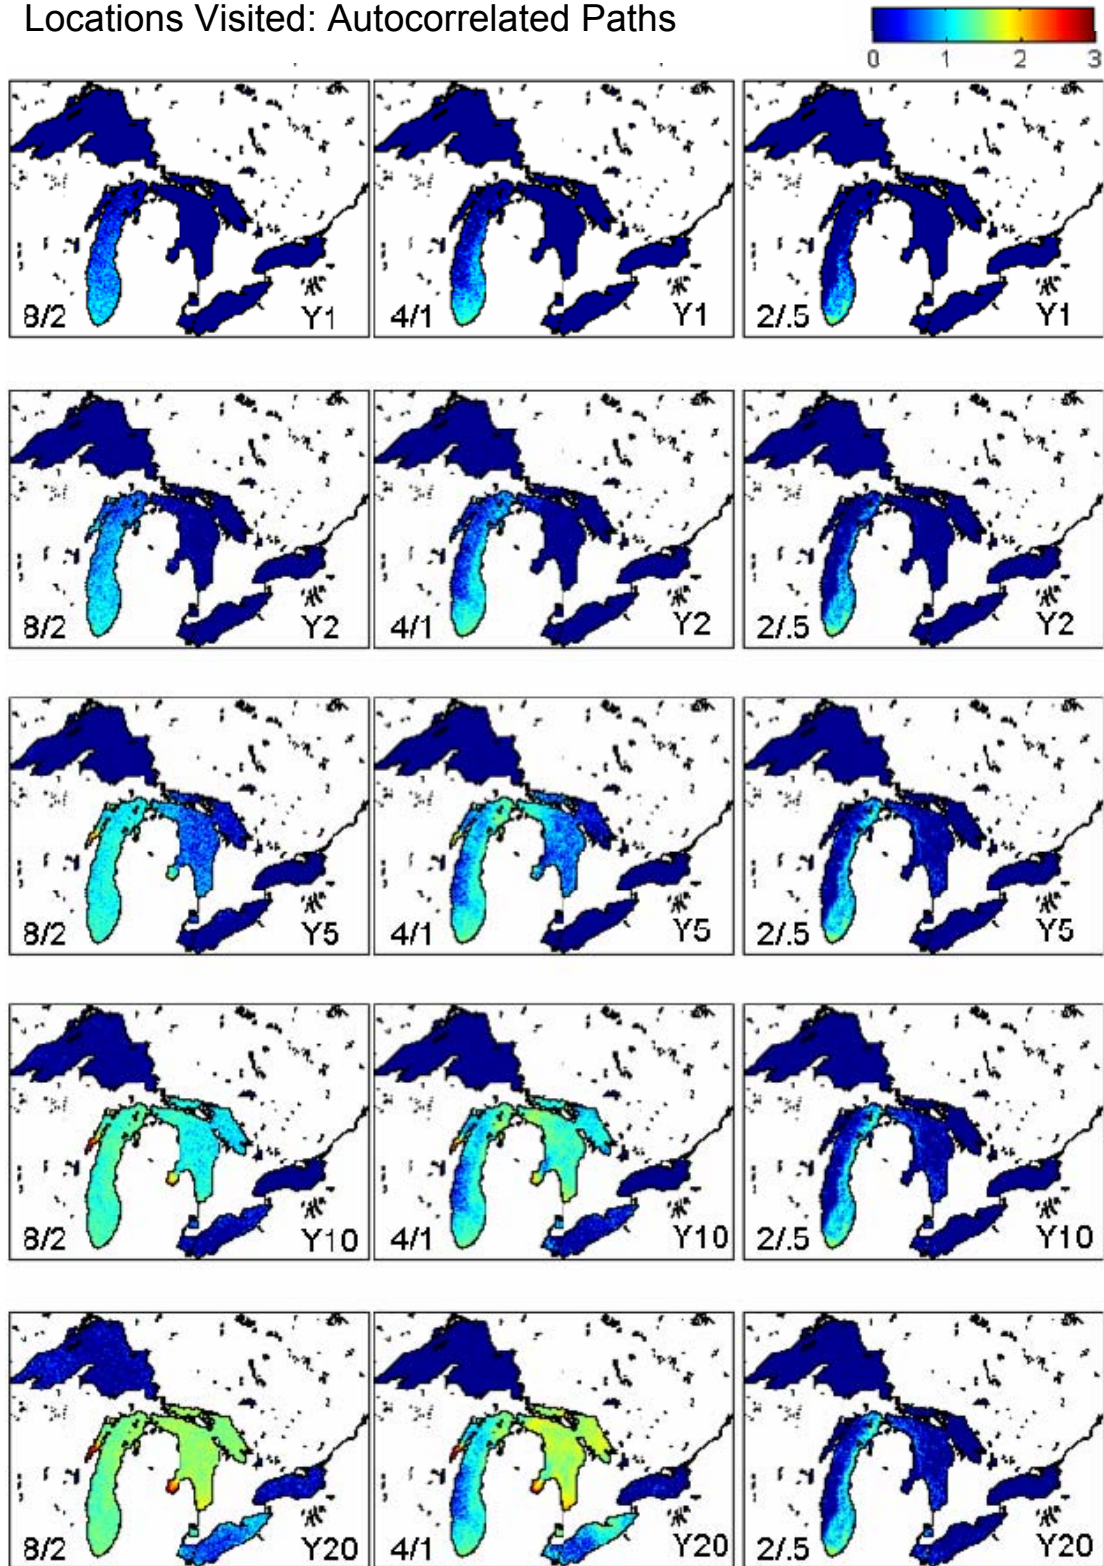 Locations Visited: Autocorrelated Paths
0 1 2 3
8/2 Y1 4/1 Y1 2/.5 Y1
8/2 Y2 4/1 Y2 2/.5 Y2
8/2 Y5 4/1 Y5 2/.5 Y5
8/2 Y10 4/1 Y10 2/.5 Y10
8/2 Y20 4/1 Y20 2/.5 Y20